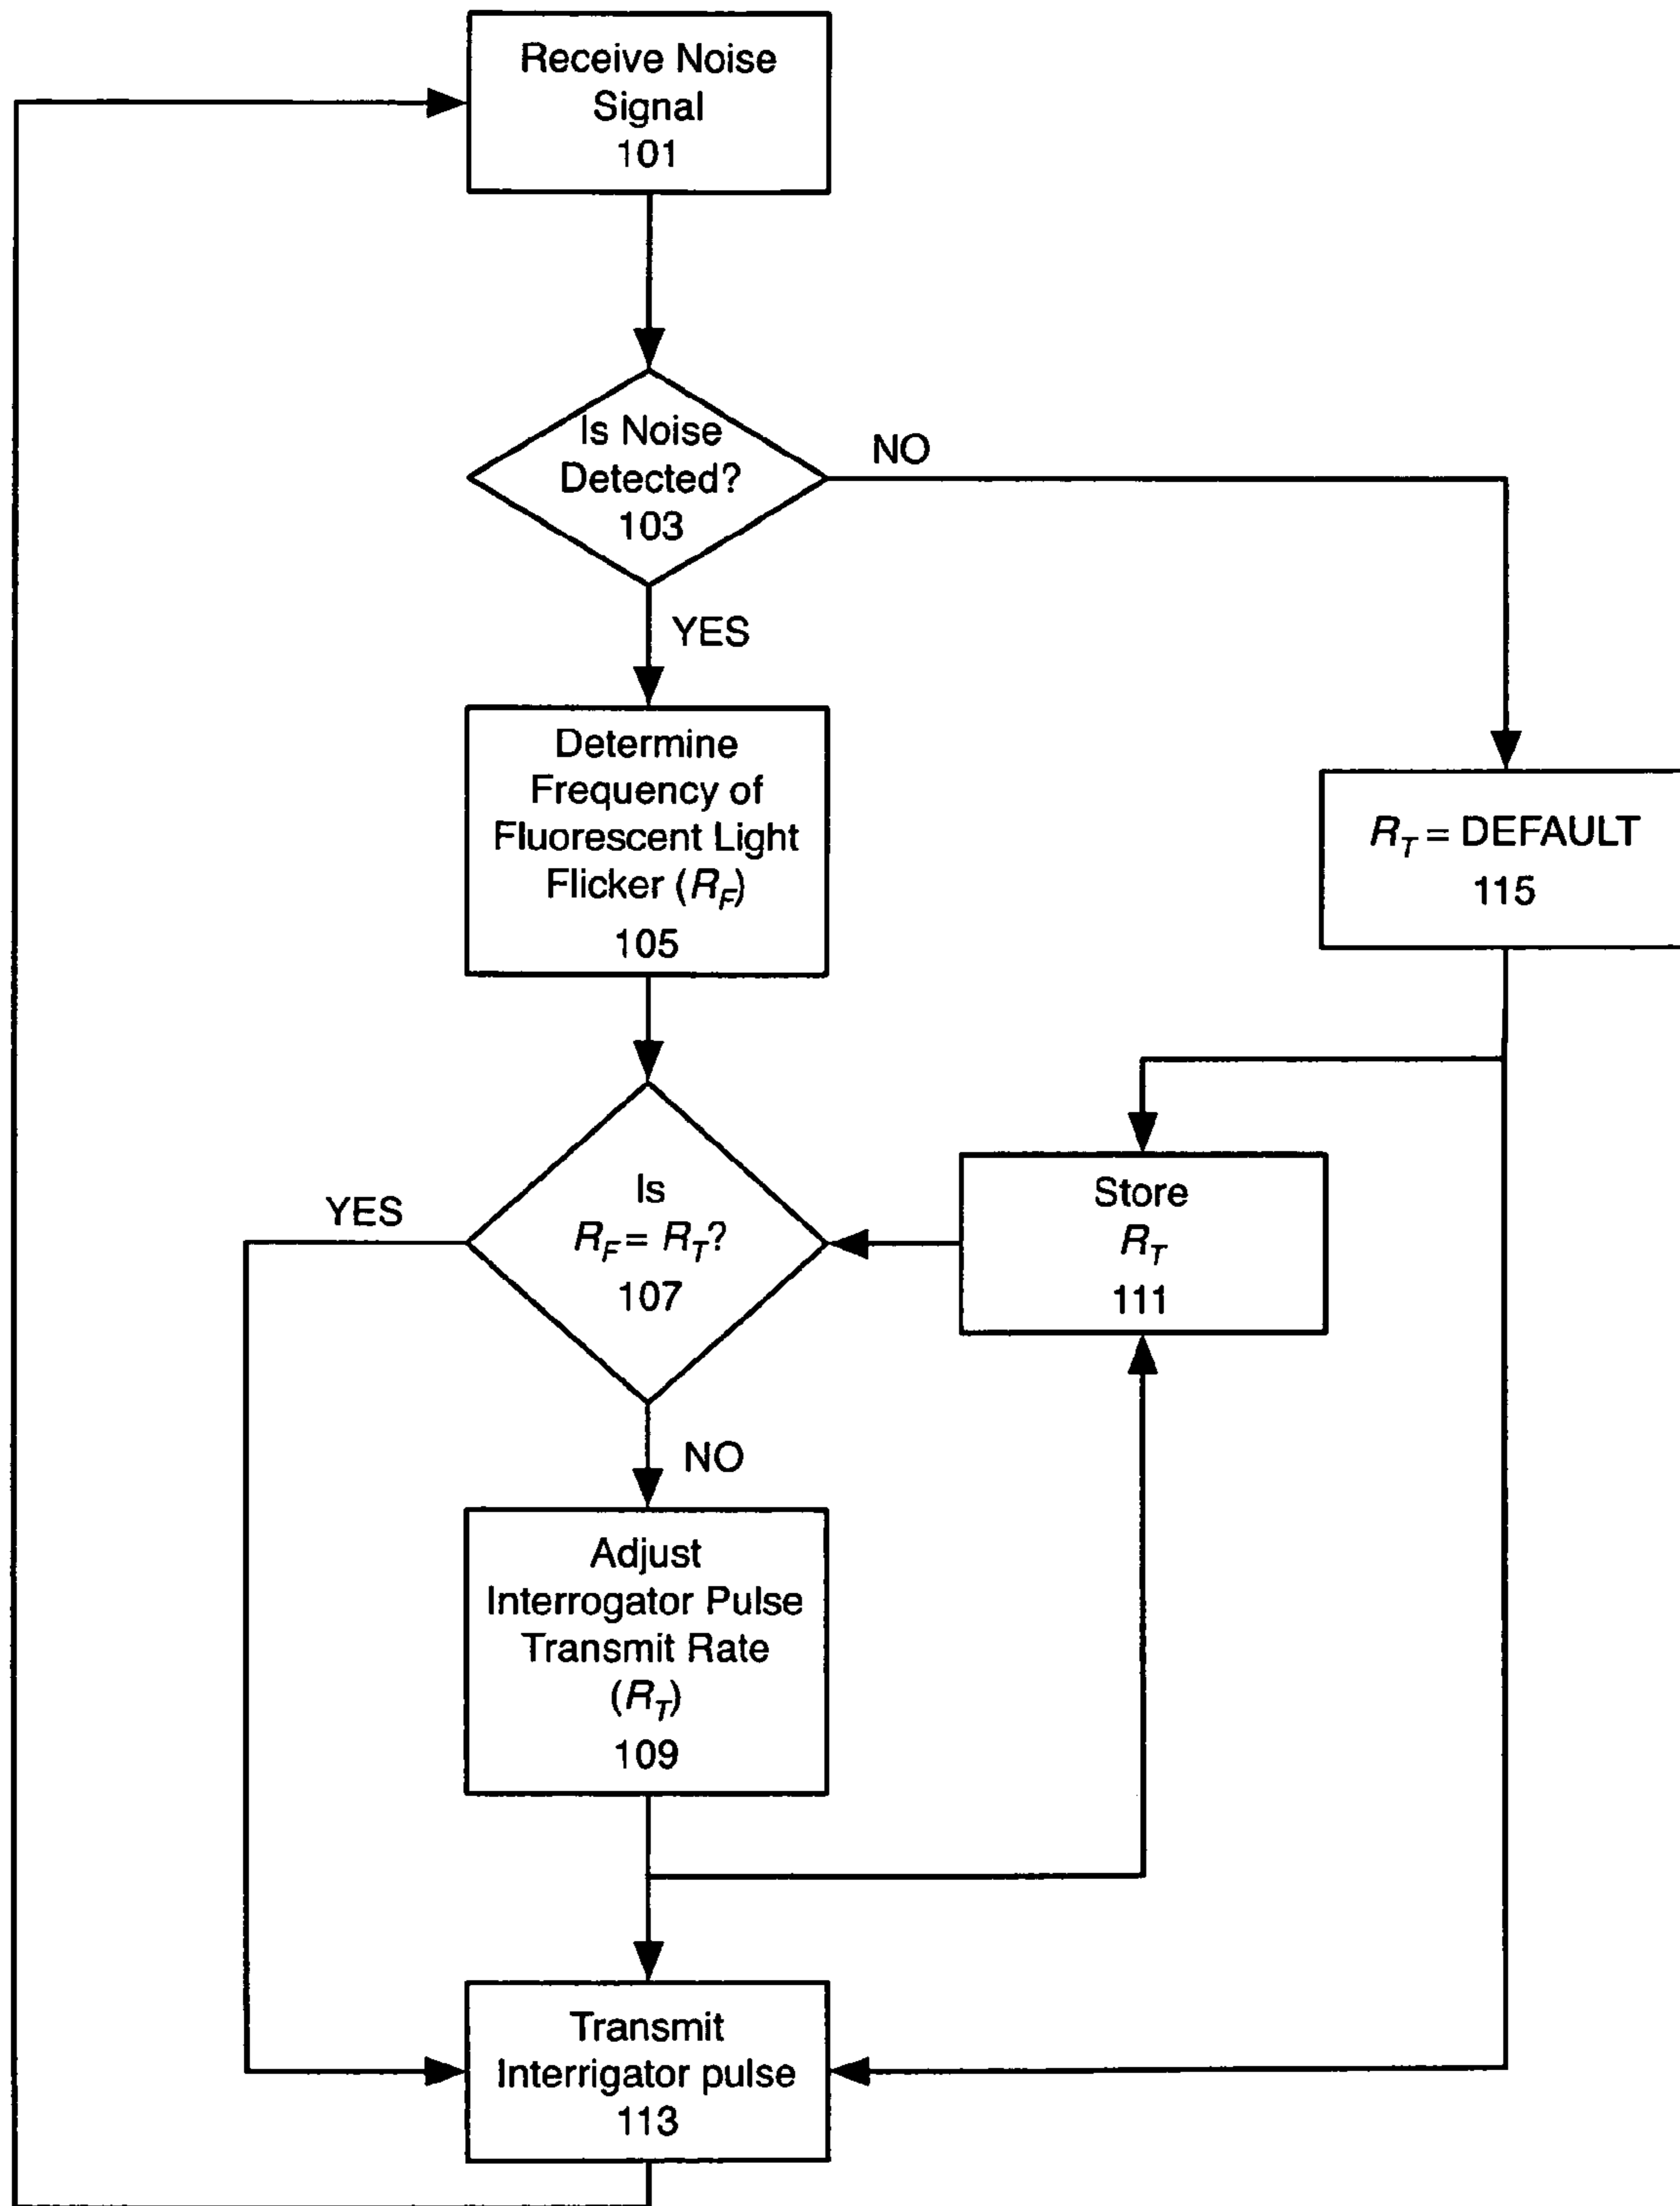 Receive Noise
Signal
101
Is Noise
Detected?
103
NO
YES
Determine
Frequency of
Fluorescent Light
Flicker (R_F)
105
R_T = DEFAULT
115
Is
R_F = R_T?
107
YES
Store
R_T
111
NO
Adjust
Interrogator Pulse
Transmit Rate
(R_T)
109
Transmit
Interrigator pulse
113